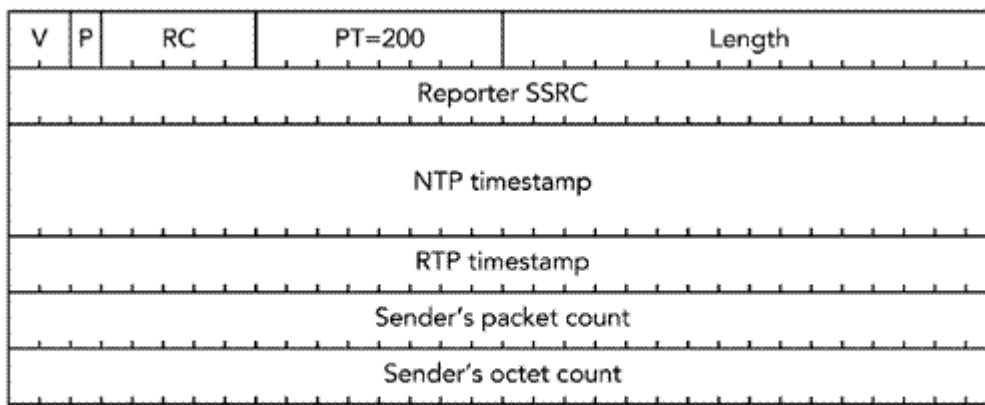 V P RC PT=200 Length
Reporter SSRC
NTP timestamp
RTP timestamp
Sender's packet count
Sender's octet count